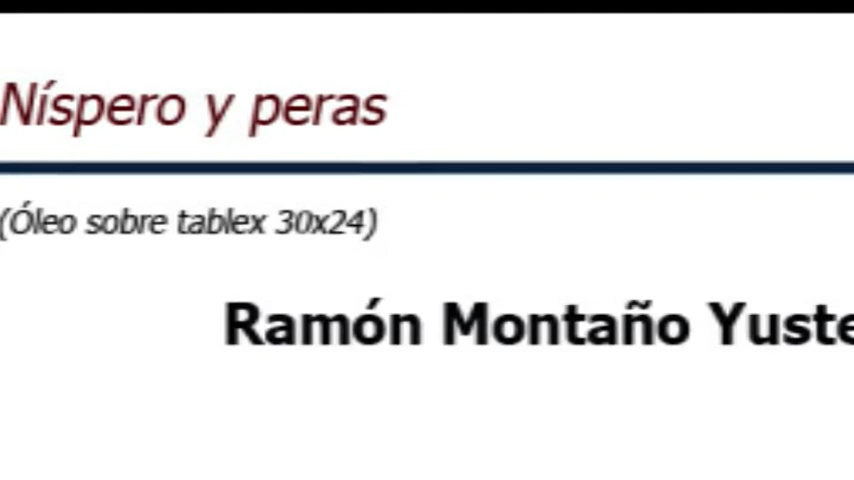 Níspero y peras
(Óleo sobre tablex 30x24)
Ramón Montaño Yuste